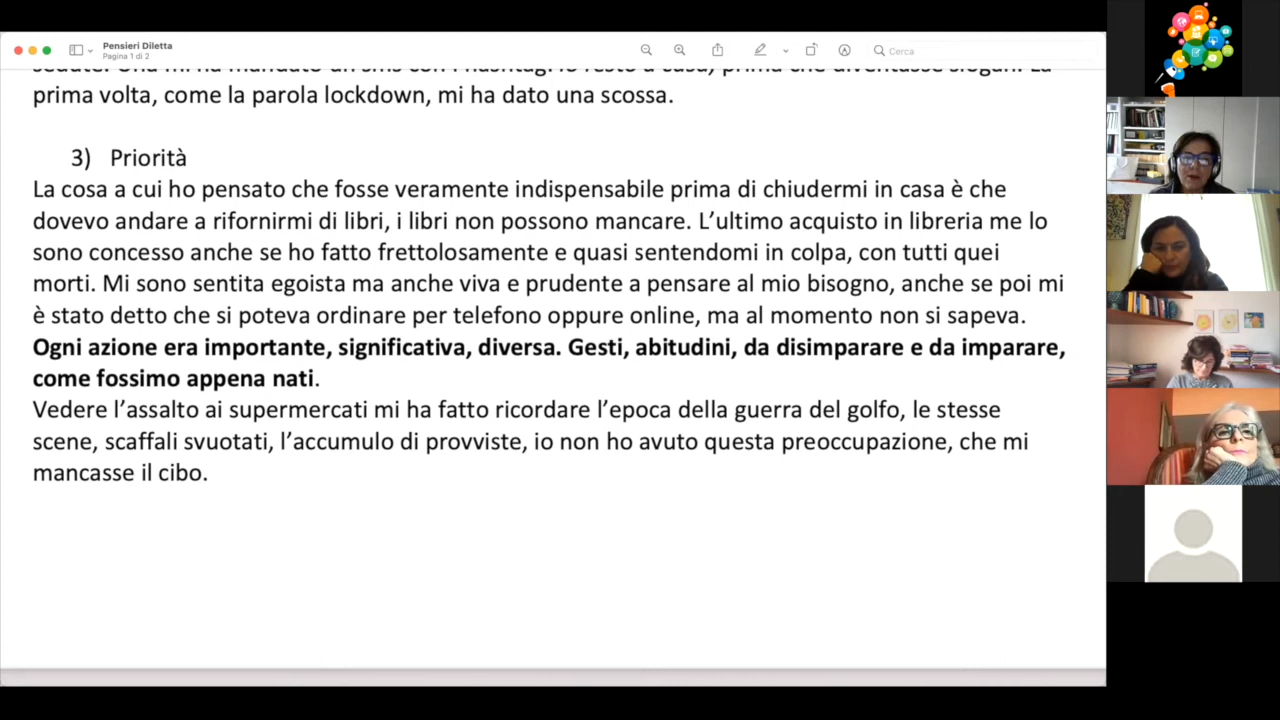 Pensieri Diletta
Pagina 1 di 2
Cerca
prima volta, come la parola lockdown, mi ha dato una scossa.
3) Priorità
La cosa a cui ho pensato che fosse veramente indispensabile prima di chiudermi in casa è che
dovevo andare a rifornirmi di libri, i libri non possono mancare. L’ultimo acquisto in libreria me lo
sono concesso anche se ho fatto frettolosamente e quasi sentendomi in colpa, con tutti quei
morti. Mi sono sentita egoista ma anche viva e prudente a pensare al mio bisogno, anche se poi mi
è stato detto che si poteva ordinare per telefono oppure online, ma al momento non si sapeva.
Ogni azione era importante, significativa, diversa. Gesti, abitudini, da disimparare e da imparare,
come fossimo appena nati.
Vedere l’assalto ai supermercati mi ha fatto ricordare l’epoca della guerra del golfo, le stesse
scene, scaffali svuotati, l’accumulo di provviste, io non ho avuto questa preoccupazione, che mi
mancasse il cibo.